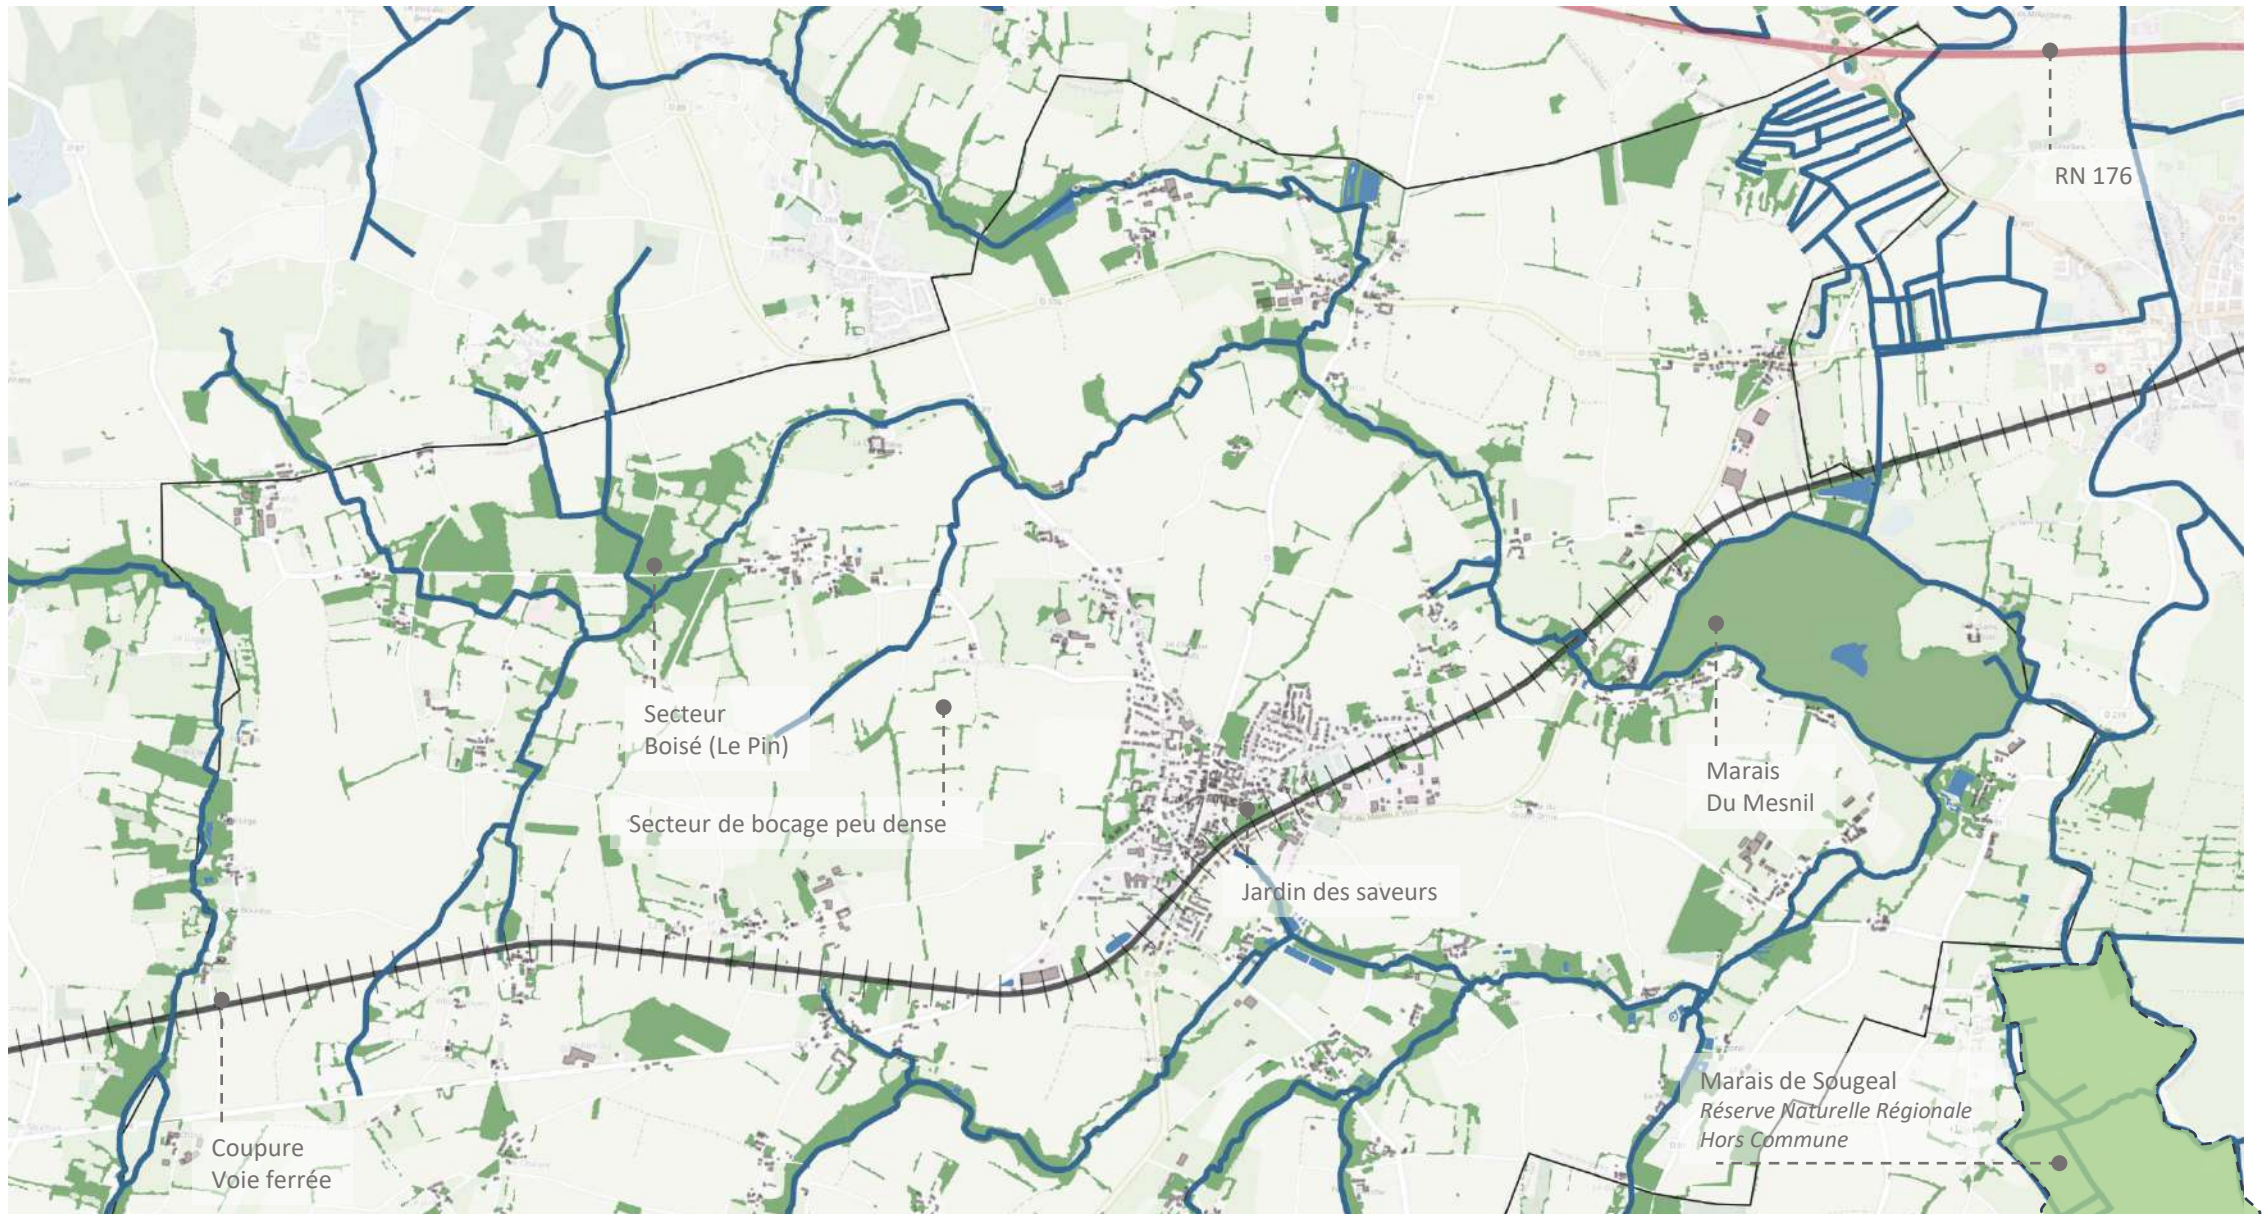 RN 176
Secteur
Boisé (Le Pin)
Marais
Du Mesnil
Secteur de bocage peu dense
Jardin des saveurs
Marais de Sougeal
Réserve Naturelle Régionale
Hors Commune
Coupure
Voie ferrée